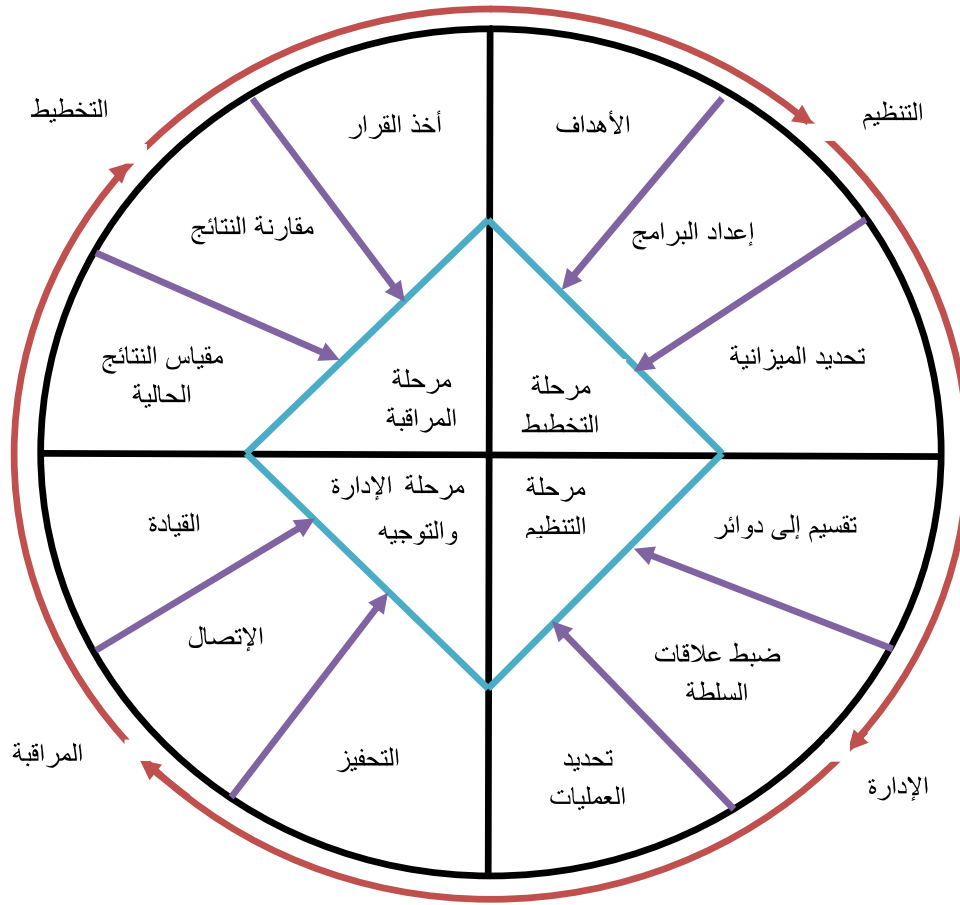 التنظيم
التخطيط
الأهداف
أخذ القرار
إعداد البرامج
مقارنة النتائج
تحديد الميزانية
مقياس النتائج
الحالية
مرحلة
التخطيط
مرحلة
المراقبة
مرحلة
التنظيم
مرحلة الإدارة
والتوجيه
تقسيم إلى دوائر
القيادة
ضبط علاقات
السلطة
الإتصال
تحديد
العمليات
التحفيز
الإدارة
المراقبة